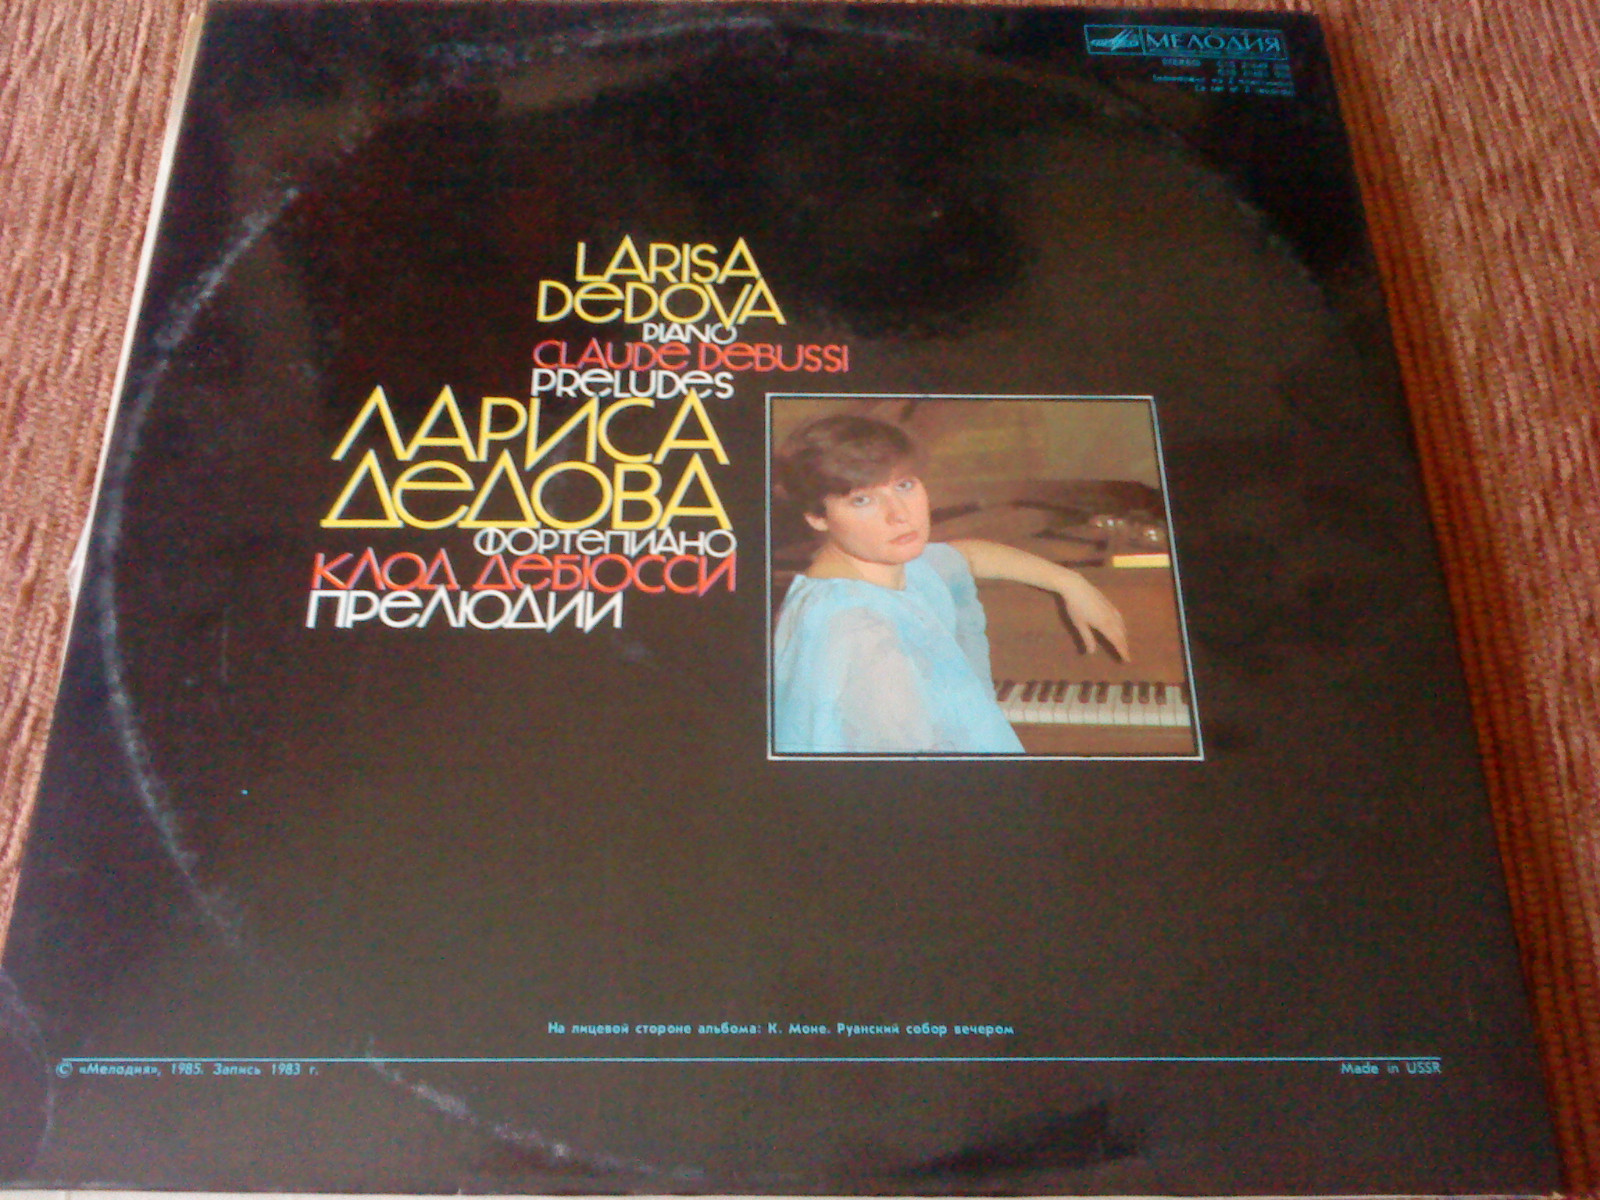 МЕЛОДИЯ
STEREO
LARISA
DEDOVA
PIANO
CLAUDE DEBUSSI
PRELUDES
ЛАРИСА
ДЕДОВА
ФОРТЕПИАНО
КЛОД ДЕБЮССИ
ПРЕЛЮДИИ
На лицевой стороне альбома: К. Моне. Руанский собор вечером
© «Мелодия», 1985. Запись 1983 г.
Made in USSR